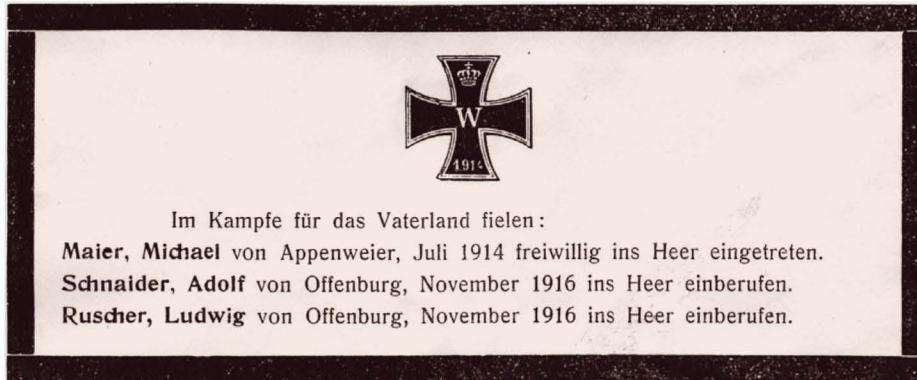 W
1914
Im Kampfe für das Vaterland fielen:
Maier, Michael von Appenweier, Juli 1914 freiwillig ins Heer eingetreten.
Schnaider, Adolf von Offenburg, November 1916 ins Heer einberufen.
Ruscher, Ludwig von Offenburg, November 1916 ins Heer einberufen.